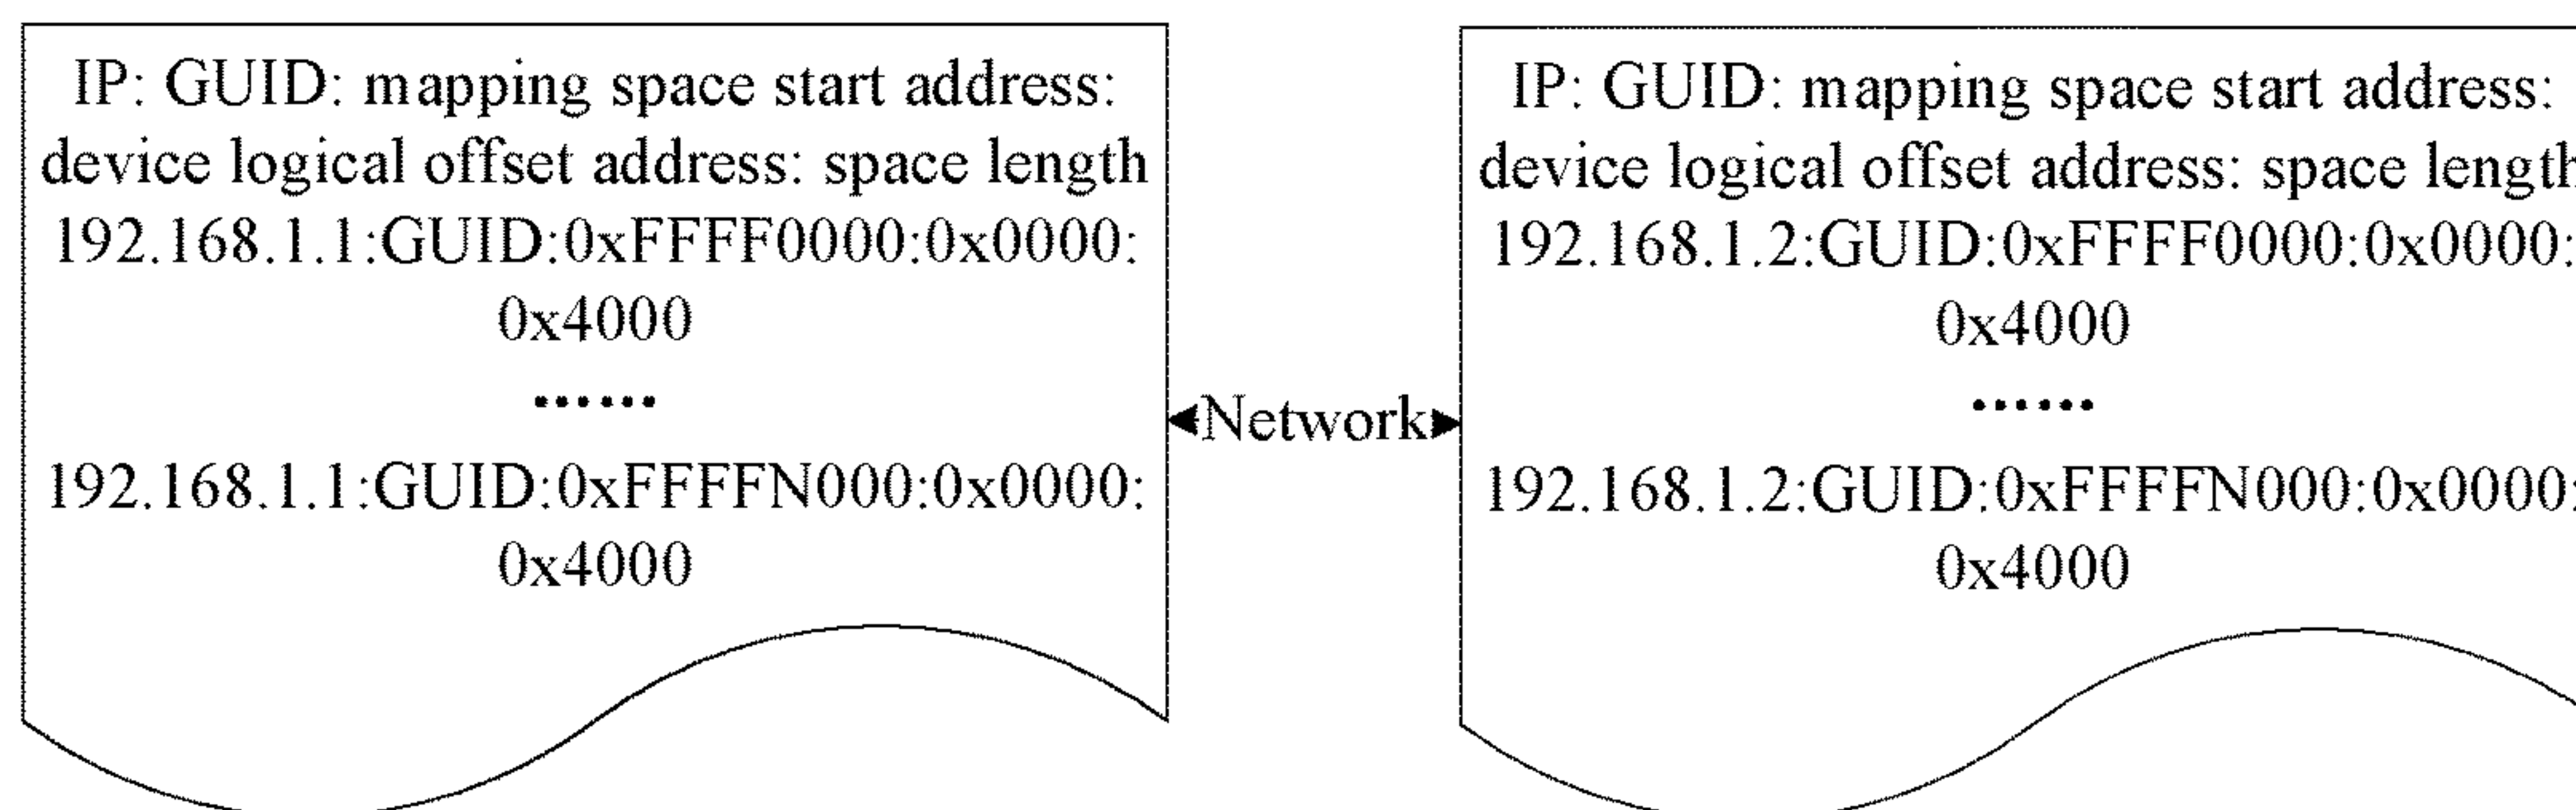 IP: GUID: mapping space start address:
device logical offset address: space length
192.168.1.1:GUID:0xFFFF0000:0x0000:
0x4000
......
192.168.1.1:GUID:0xFFFFN000:0x0000:
0x4000
Network
IP: GUID: mapping space start address:
device logical offset address: space length
192.168.1.2:GUID:0xFFFF0000:0x0000:
0x4000
......
192.168.1.2:GUID:0xFFFFN000:0x0000:
0x4000